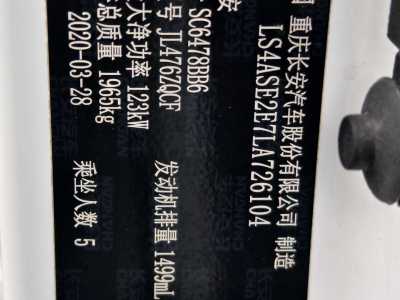 重庆长安汽车股份有限公司 制造
LS4ASE2E7LA726104
安
SC6478BB6
号 JL476ZQCF
发动机排量 1499mL
大净功率 123kW
总质量 1965kg
乘坐人数 5
2020-03-28